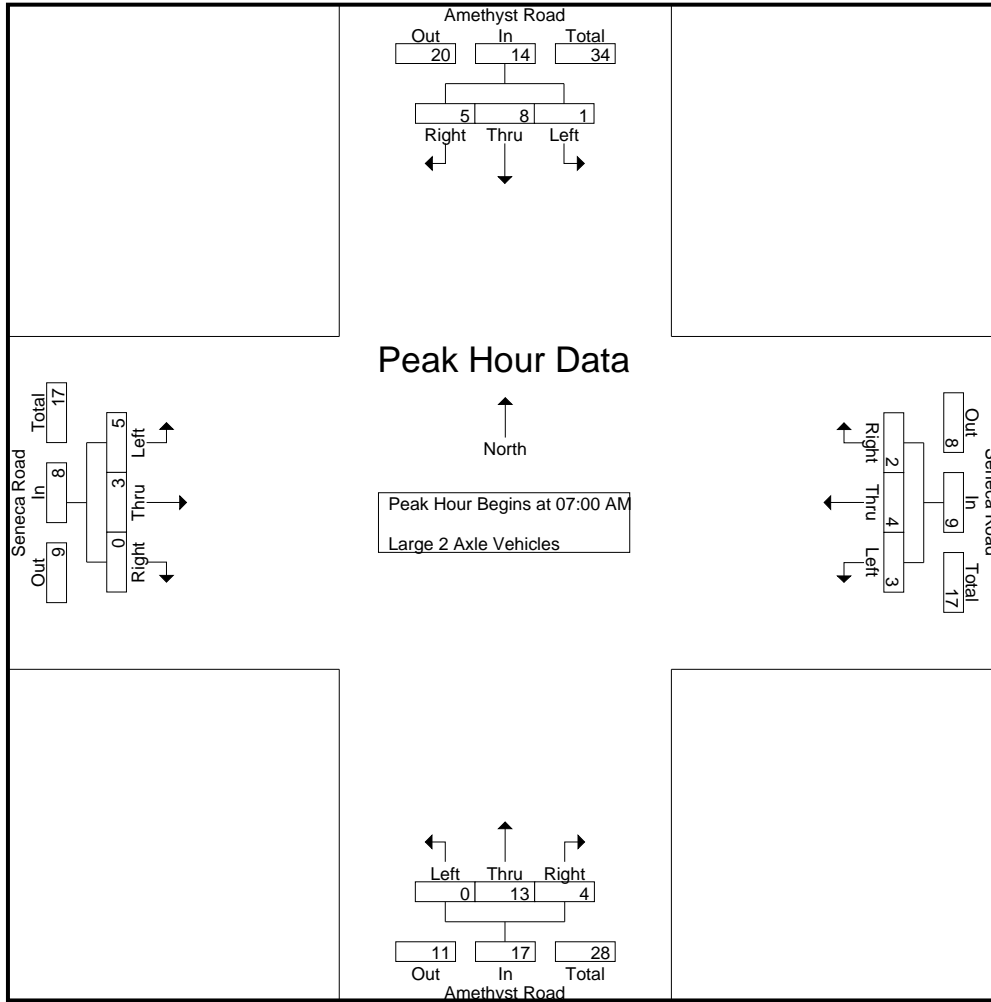 Amethyst Road
Out In Total
20 14 34
5 8 1
Right Thru Left
Peak Hour Data
North
Peak Hour Begins at 07:00 AM
Large 2 Axle Vehicles
Seneca Road
Total In Out
17 8 9
5 3 0
Left Thru Right
Right Thru Left
2 4 3
Out In Total
8 9 17
Seneca Road
Left Thru Right
0 13 4
11 17 28
Out In Total
Amethyst Road